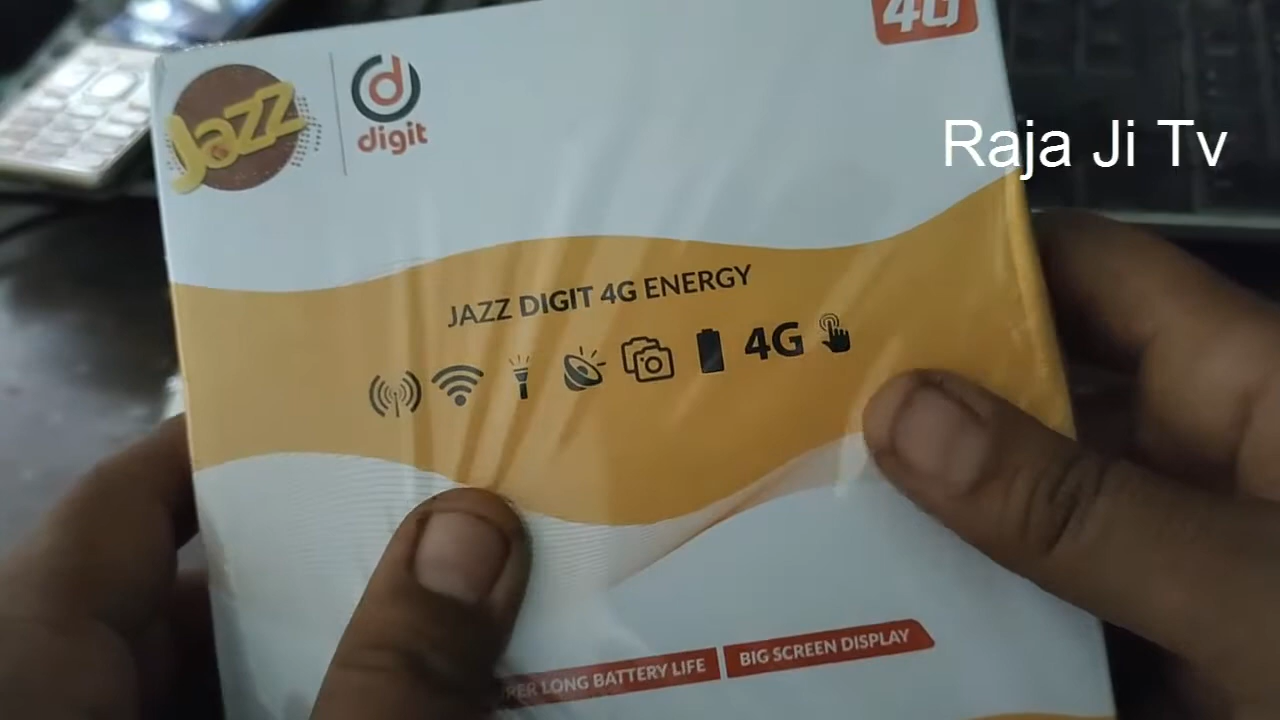 4G
Jazz
digit
Raja Ji Tv
JAZZ DIGIT 4G ENERGY
4G
LONG BATTERY LIFE
BIG SCREEN DISPLAY